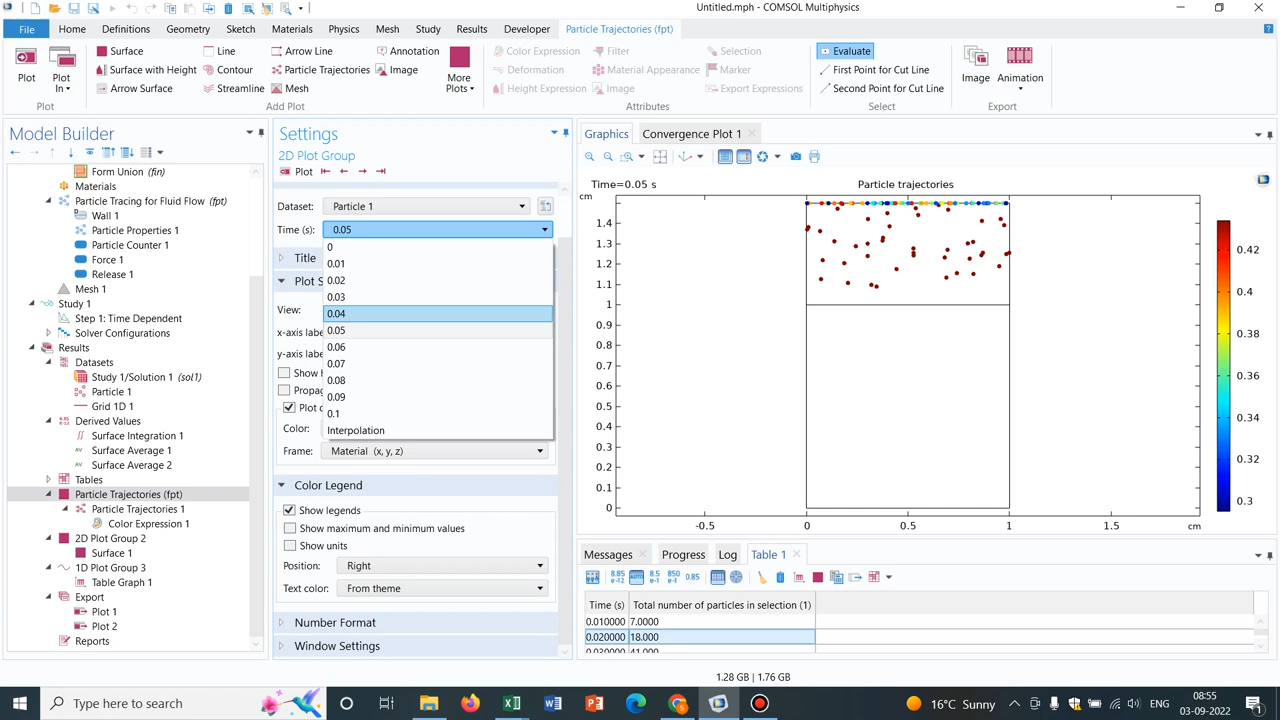 Untitled.mph - COMSOL Multiphysics
File Home Definitions Geometry Sketch Materials Physics Mesh Study Results Developer Particle Trajectories (fpt)
Surface Line Arrow Line Annotation Color Expression Filter Selection Evaluate
Surface with Height Contour Particle Trajectories Image Deformation Material Appearance Marker First Point for Cut Line
Arrow Surface Streamline Mesh Height Expression Image Export Expressions Second Point for Cut Line
Plot Plot In More Plots Image Animation
Plot Add Plot Attributes Select Export
Model Builder
Form Union (fin)
Materials
Particle Tracing for Fluid Flow (fpt)
Wall 1
Particle Properties 1
Particle Counter 1
Force 1
Release 1
Mesh 1
Study 1
Step 1: Time Dependent
Solver Configurations
Results
Datasets
Study 1/Solution 1 (sol1)
Particle 1
Grid 1D 1
Derived Values
Surface Integration 1
Surface Average 1
Surface Average 2
Tables
Particle Trajectories (fpt)
Particle Trajectories 1
Color Expression 1
2D Plot Group 2
Surface 1
1D Plot Group 3
Table Graph 1
Export
Plot 1
Plot 2
Reports
Settings
2D Plot Group
Plot
Dataset: Particle 1
Time (s): 0.05
0
0.01
0.02
0.03
0.04
0.05
0.06
0.07
0.08
0.09
0.1
Interpolation
Title
Plot S
View:
x-axis labe
y-axis labe
Show h
Propag
Plot d
Color:
Frame: Material (x, y, z)
Color Legend
Show legends
Show maximum and minimum values
Show units
Position: Right
Text color: From theme
Number Format
Window Settings
Graphics Convergence Plot 1
Time=0.05 s Particle trajectories
cm
1.4
1.3
1.2
1.1
1
0.9
0.8
0.7
0.6
0.5
0.4
0.3
0.2
0.1
0
-0.5 0 0.5 1 1.5 cm
0.42
0.4
0.38
0.36
0.34
0.32
0.3
Messages Progress Log Table 1
8.85 e-12 AUTO 8.5 e-1 850 e-1 0.85
Time (s) Total number of particles in selection (1)
0.010000 7.0000
0.020000 18.000
0.030000 41.000
1.28 GB | 1.76 GB
Type here to search
16°C Sunny
ENG
08:55
03-09-2022
1